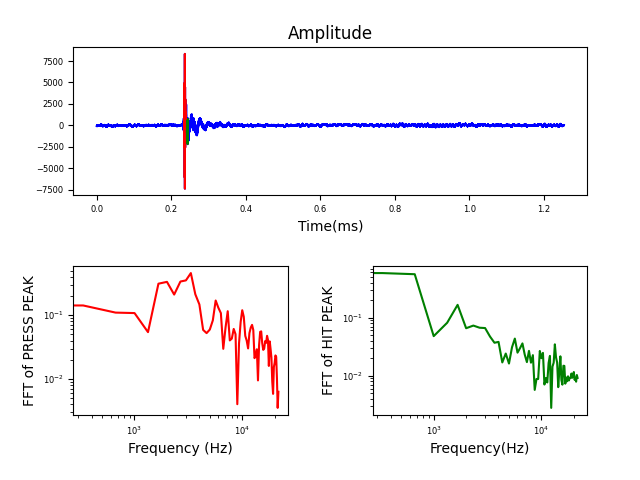 Amplitude
7500
5000
2500
0
−2500
−5000
−7500
0.0 0.2 0.4 0.6 0.8 1.0 1.2
Time(ms)
FFT of PRESS PEAK
10⁻¹
10⁻²
10³ 10⁴
Frequency (Hz)
FFT of HIT PEAK
10⁻¹
10⁻²
10³ 10⁴
Frequency(Hz)